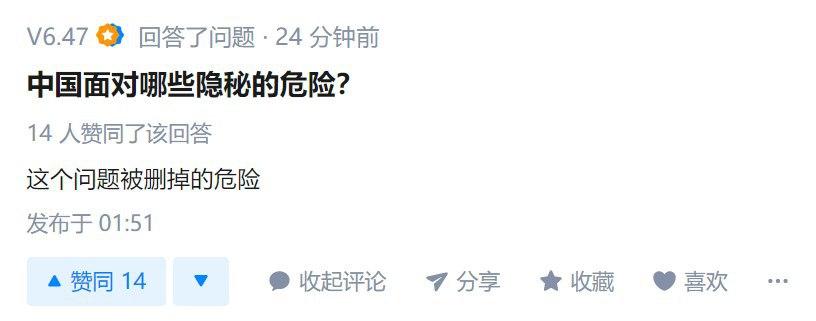 V6.47 回答了问题 · 24 分钟前
中国面对哪些隐秘的危险？
14 人赞同了该回答
这个问题被删掉的危险
发布于 01:51
赞同 14 收起评论 分享 收藏 喜欢 ···